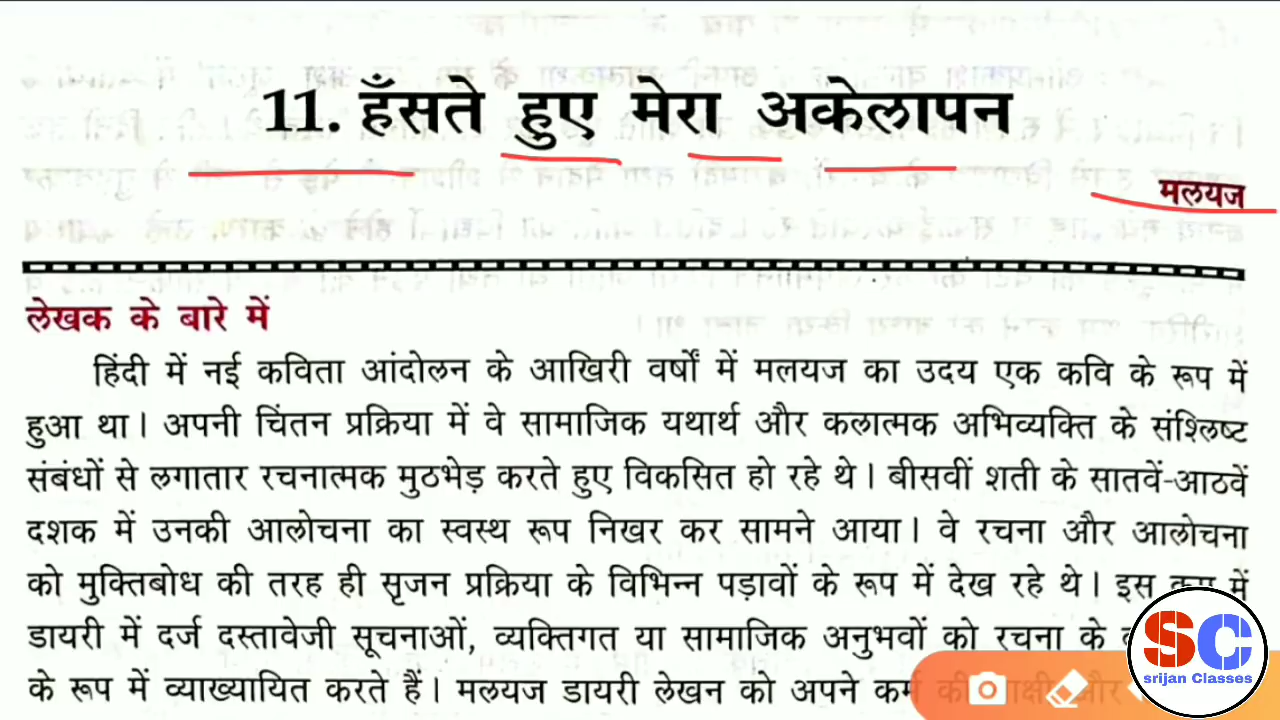 11. हँसते हुए मेरा अकेलापन
मलयज
लेखक के बारे में
हिंदी में नई कविता आंदोलन के आखिरी वर्षों में मलयज का उदय एक कवि के रूप में
हुआ था। अपनी चिंतन प्रक्रिया में वे सामाजिक यथार्थ और कलात्मक अभिव्यक्ति के संश्लिष्ट
संबंधों से लगातार रचनात्मक मुठभेड़ करते हुए विकसित हो रहे थे। बीसवीं शती के सातवें-आठवें
दशक में उनकी आलोचना का स्वस्थ रूप निखर कर सामने आया। वे रचना और आलोचना
को मुक्तिबोध की तरह ही सृजन प्रक्रिया के विभिन्न पड़ावों के रूप में देख रहे थे। इस में
डायरी में दर्ज दस्तावेजी सूचनाओं, व्यक्तिगत या सामाजिक अनुभवों को रचना के
के रूप में व्याख्यायित करते हैं। मलयज डायरी लेखन को अपने कर्म की और
SC
srijan Classes